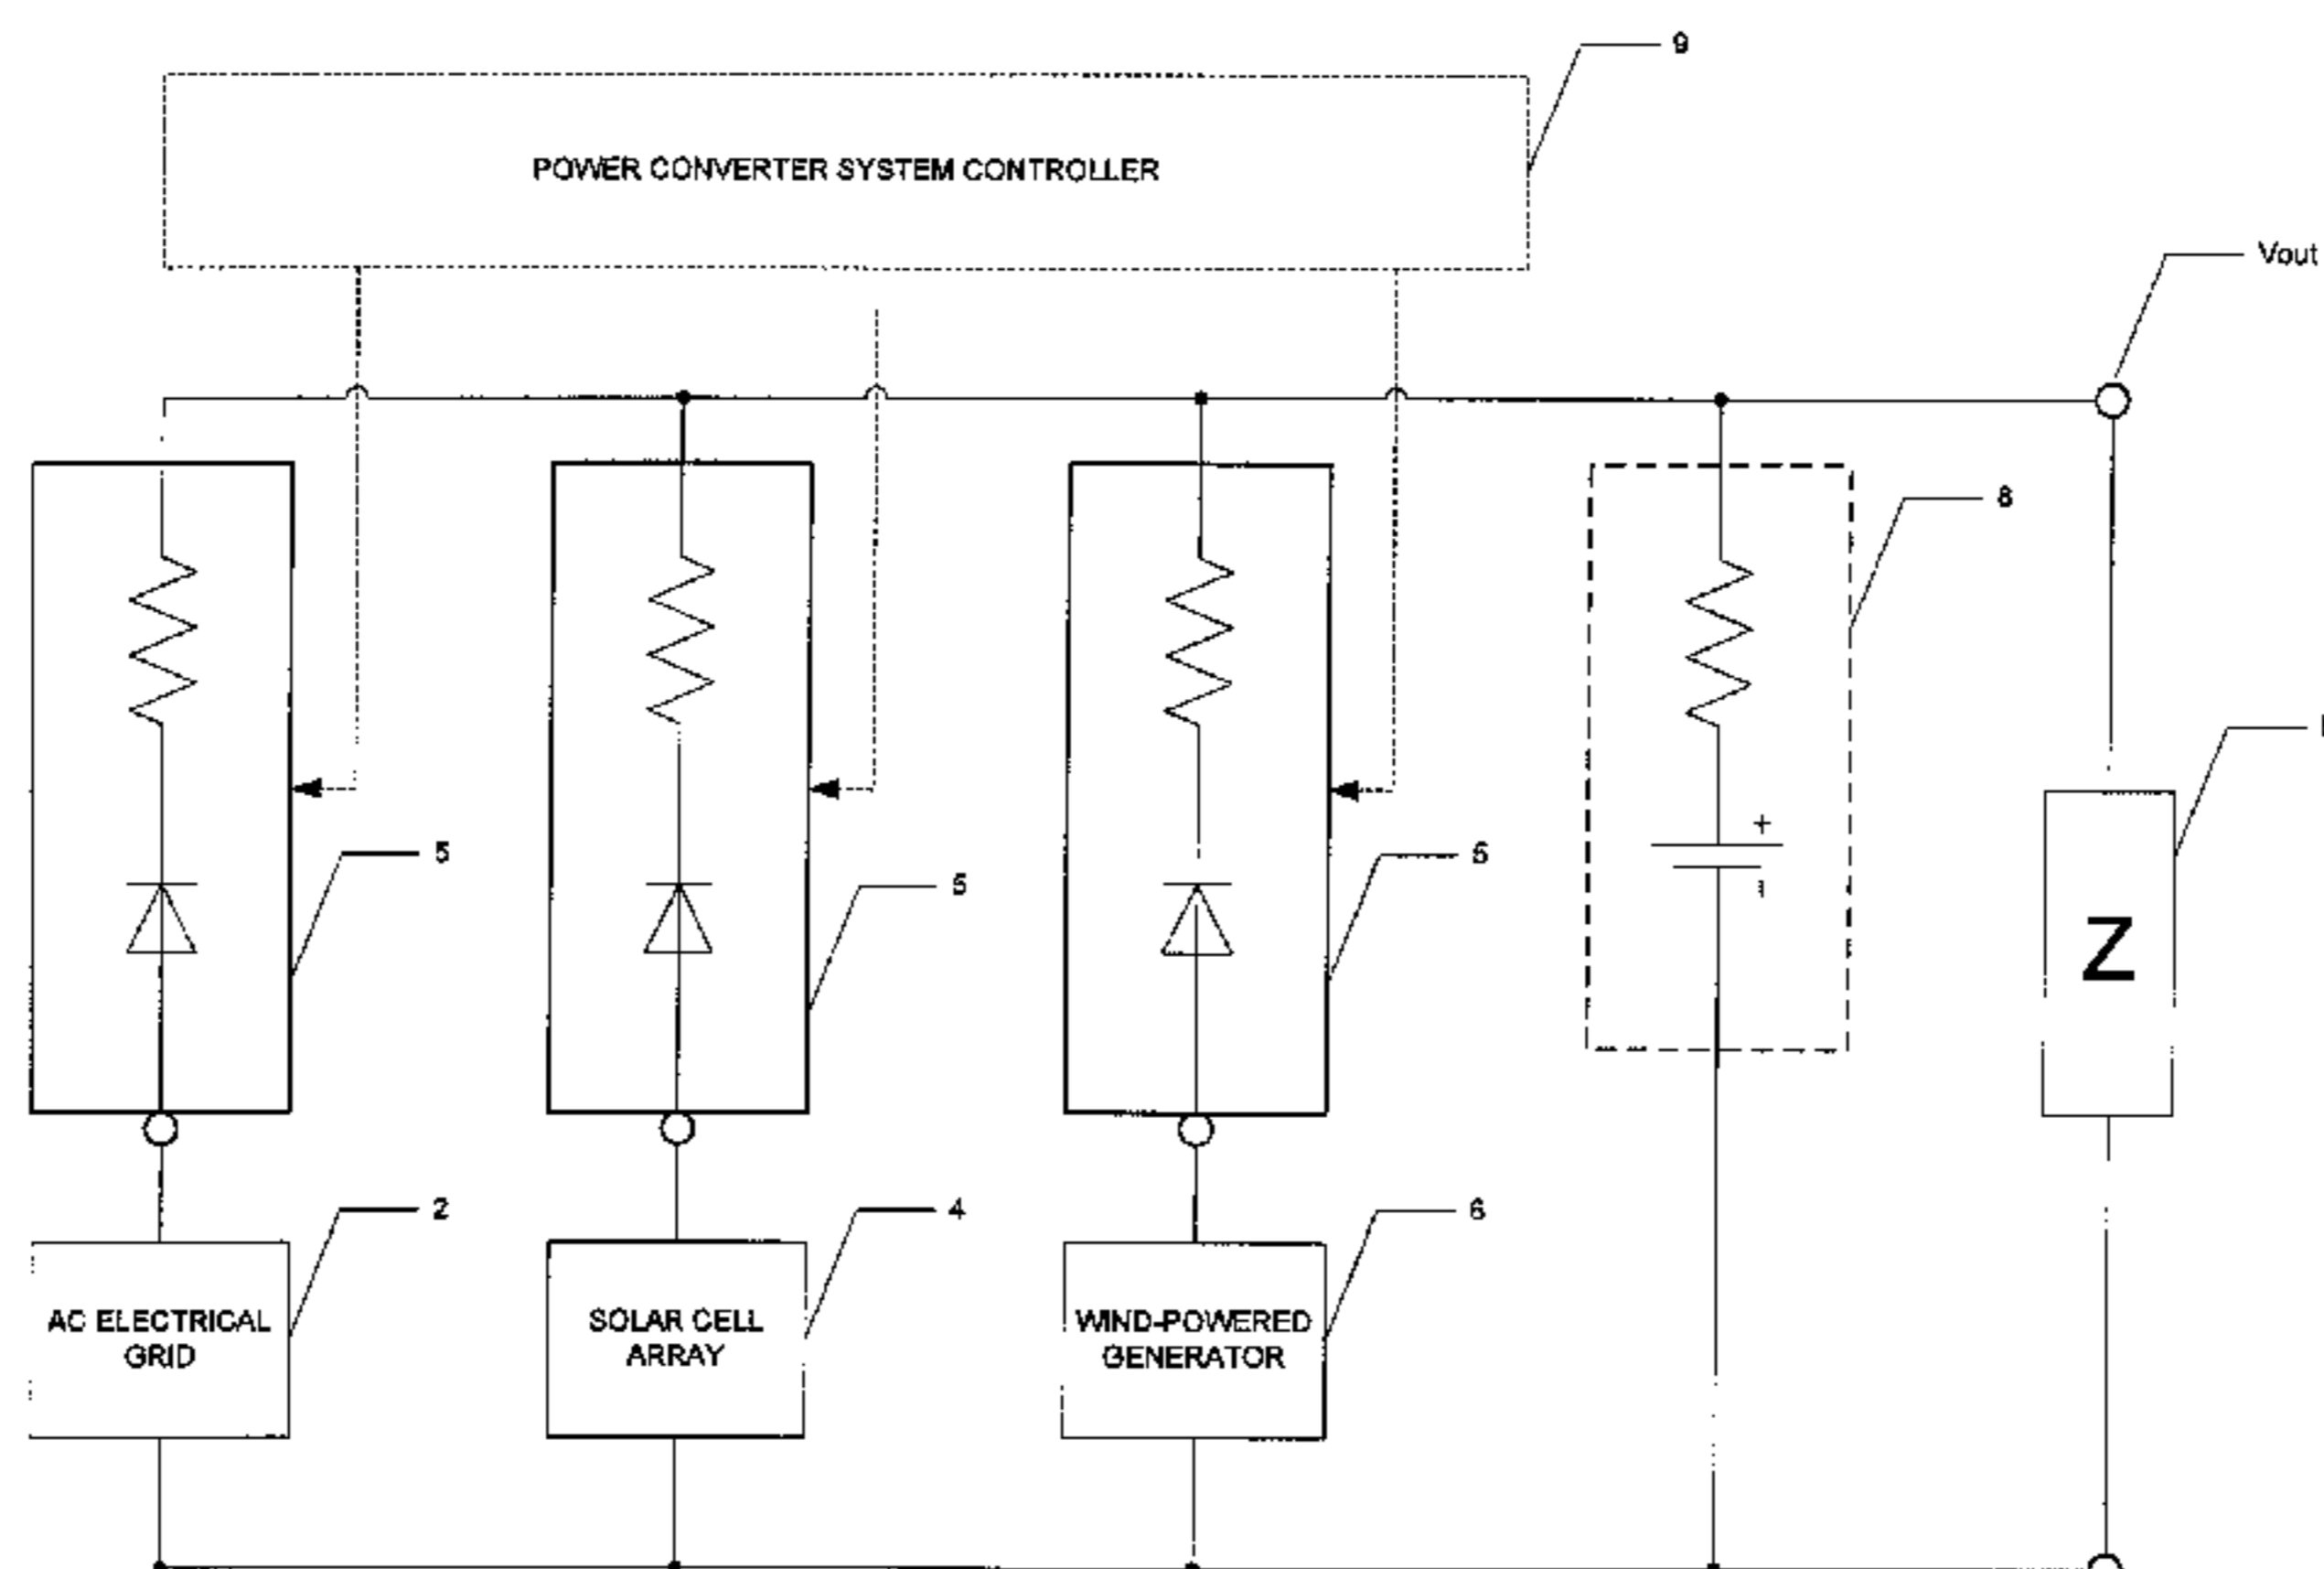 9
POWER CONVERTER SYSTEM CONTROLLER
Vout
8
+
5
5
5
Z
2
4
6
AC ELECTRICAL
GRID
SOLAR CELL
ARRAY
WIND-POWERED
GENERATOR